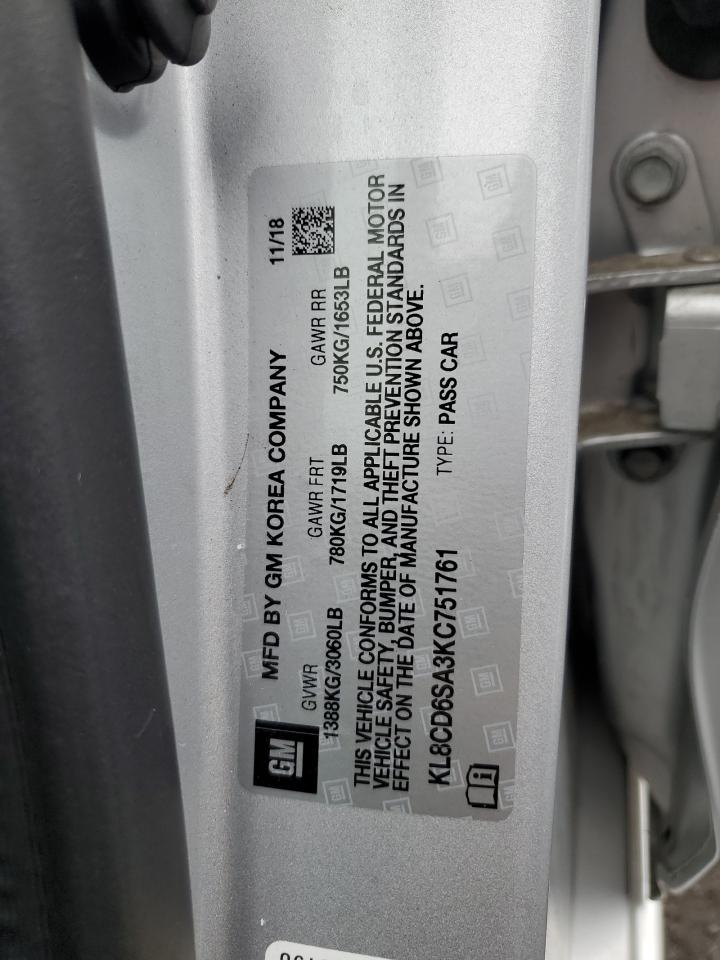 GM
MFD BY GM KOREA COMPANY 11/18
GVWR GAWR FRT GAWR RR
1388KG/3060LB 780KG/1719LB 750KG/1653LB
THIS VEHICLE CONFORMS TO ALL APPLICABLE U.S. FEDERAL MOTOR
VEHICLE SAFETY, BUMPER, AND THEFT PREVENTION STANDARDS IN
EFFECT ON THE DATE OF MANUFACTURE SHOWN ABOVE.
KL8CD6SA3KC751761 TYPE: PASS CAR